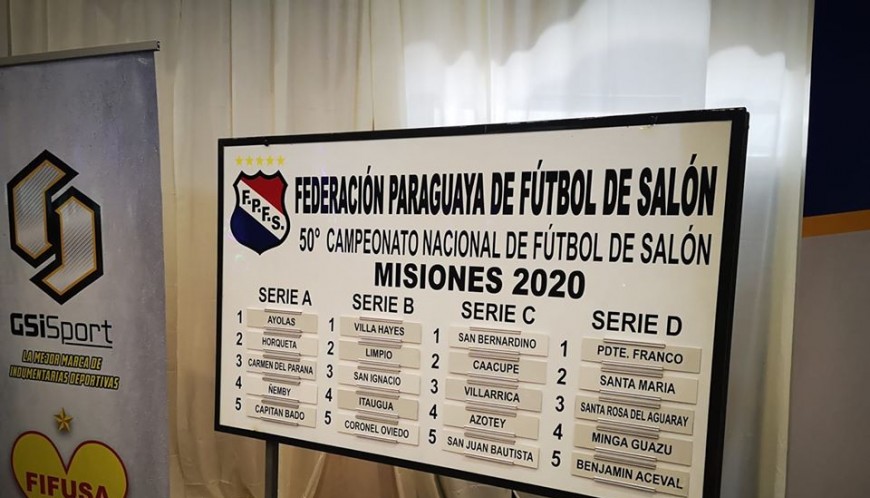 GSiSport
LA MEJOR MARCA DE
INDUMENTARIAS DEPORTIVAS
FIFUSA
F.P.F.S.
FEDERACIÓN PARAGUAYA DE FÚTBOL DE SALÓN
50° CAMPEONATO NACIONAL DE FÚTBOL DE SALÓN
MISIONES 2020
SERIE A
1 AYOLAS
2 HORQUETA
3 CARMEN DEL PARANA
4 ÑEMBY
5 CAPITAN BADO
SERIE B
1 VILLA HAYES
2 LIMPIO
3 SAN IGNACIO
4 ITAUGUA
5 CORONEL OVIEDO
SERIE C
1 SAN BERNARDINO
2 CAACUPE
3 VILLARRICA
4 AZOTEY
5 SAN JUAN BAUTISTA
SERIE D
1 PDTE. FRANCO
2 SANTA MARIA
3 SANTA ROSA DEL AGUARAY
4 MINGA GUAZU
5 BENJAMIN ACEVAL